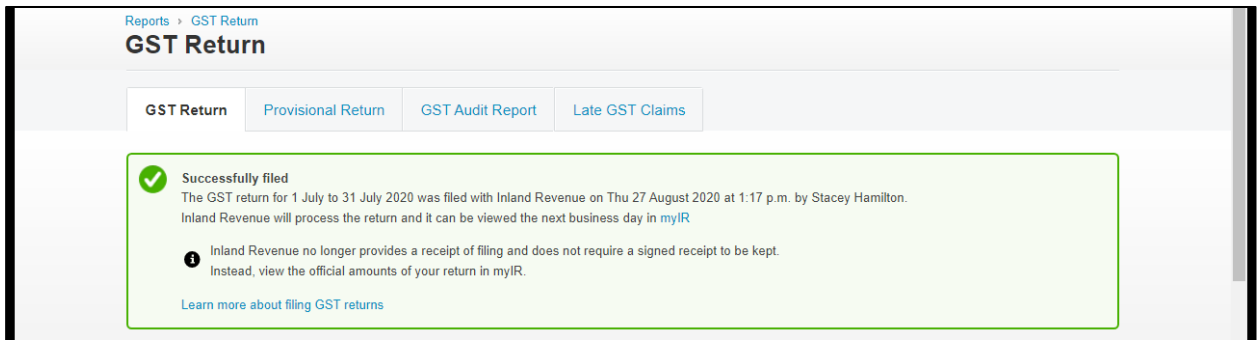 Reports › GST Return
GST Return
GST Return Provisional Return GST Audit Report Late GST Claims
Successfully filed
The GST return for 1 July to 31 July 2020 was filed with Inland Revenue on Thu 27 August 2020 at 1:17 p.m. by Stacey Hamilton.
Inland Revenue will process the return and it can be viewed the next business day in myIR
Inland Revenue no longer provides a receipt of filing and does not require a signed receipt to be kept.
Instead, view the official amounts of your return in myIR.
Learn more about filing GST returns